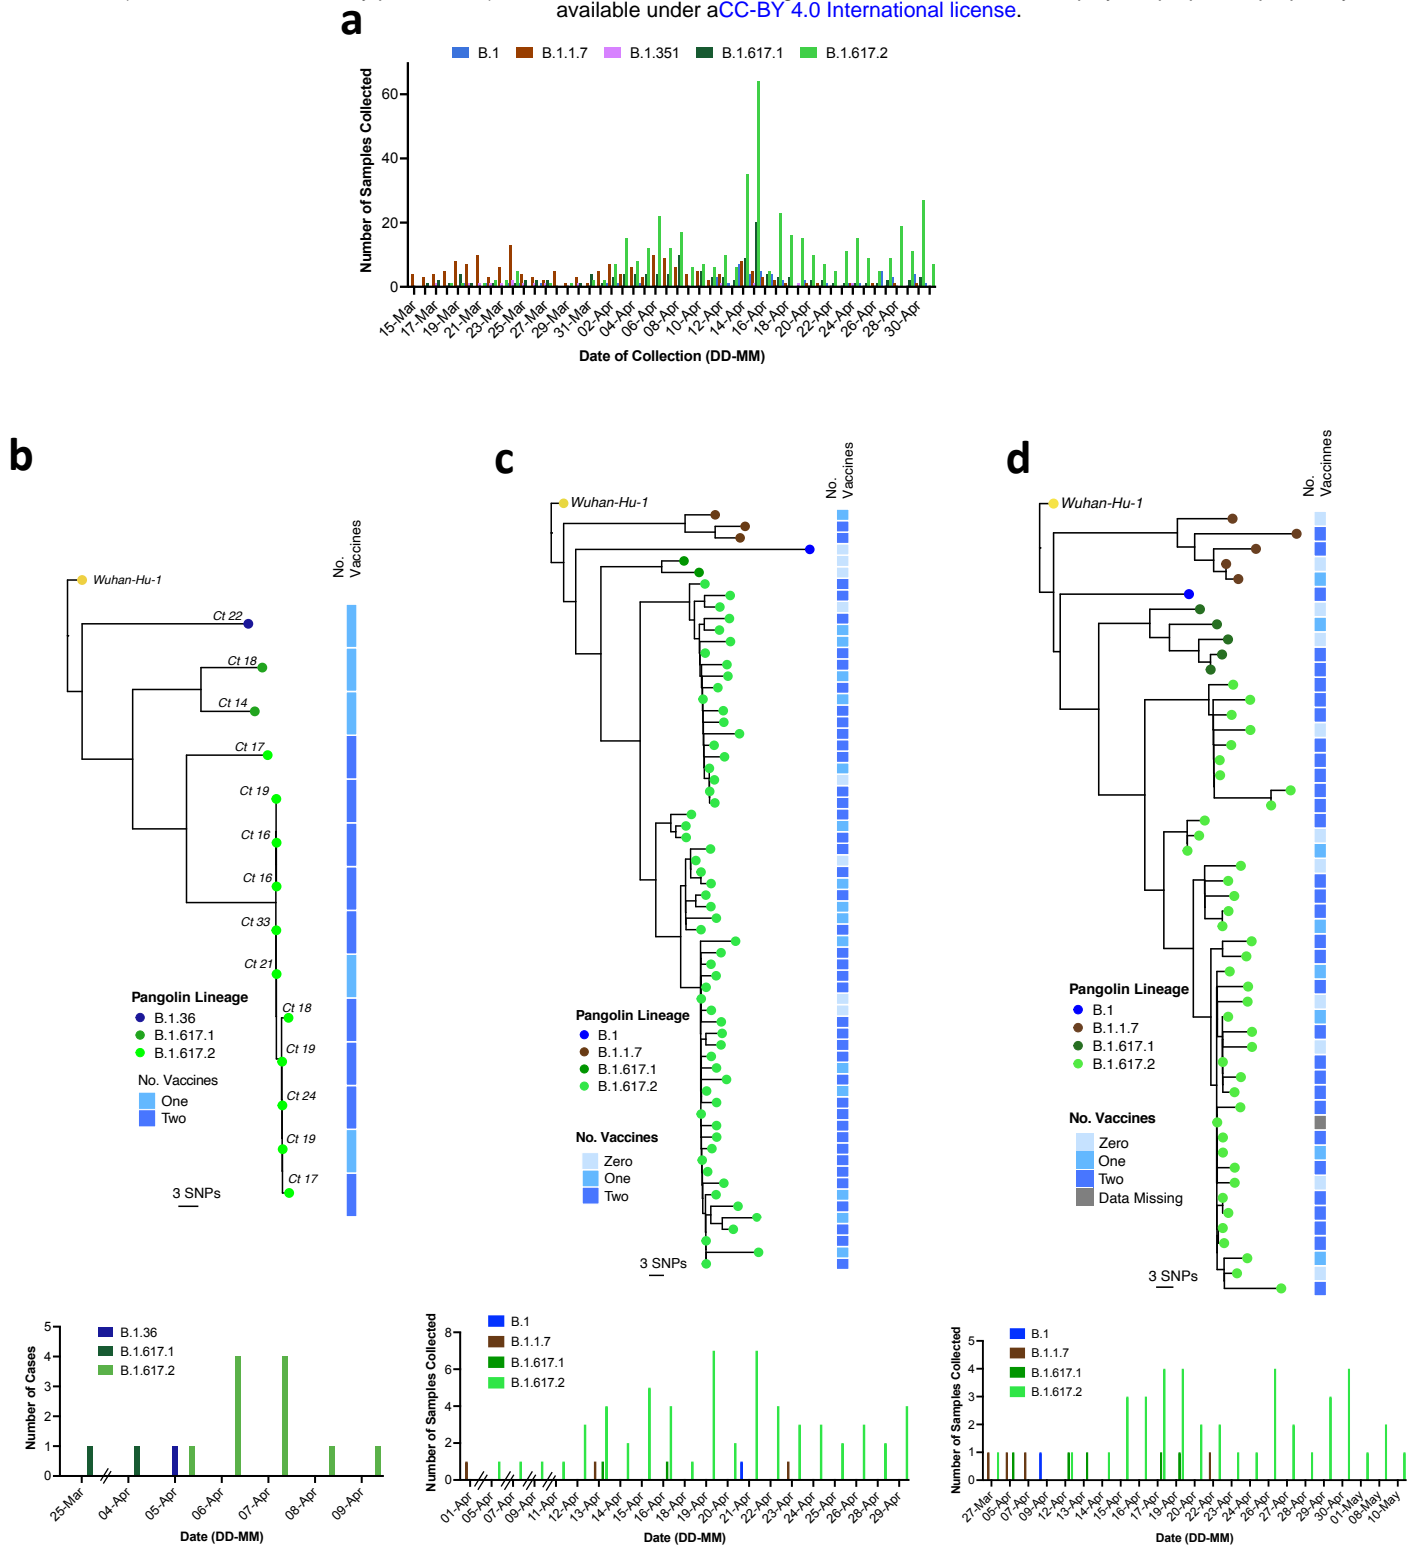 available under aCC-BY 4.0 International license.
a
B.1
B.1.1.7
B.1.351
B.1.617.1
B.1.617.2
Number of Samples Collected
60
40
20
0
15-Mar
17-Mar
19-Mar
21-Mar
23-Mar
25-Mar
27-Mar
29-Mar
31-Mar
02-Apr
04-Apr
06-Apr
08-Apr
10-Apr
12-Apr
14-Apr
16-Apr
18-Apr
20-Apr
22-Apr
24-Apr
26-Apr
28-Apr
30-Apr
Date of Collection (DD-MM)
b
No.
Vaccines
Wuhan-Hu-1
Ct 22
Ct 18
Ct 14
Ct 17
Ct 19
Ct 16
Ct 16
Ct 33
Ct 21
Ct 18
Ct 19
Ct 24
Ct 19
Ct 17
Pangolin Lineage
B.1.36
B.1.617.1
B.1.617.2
No. Vaccines
One
Two
3 SNPs
Number of Cases
5
4
3
2
1
0
B.1.36
B.1.617.1
B.1.617.2
25-Mar
04-Apr
05-Apr
06-Apr
07-Apr
08-Apr
09-Apr
Date (DD-MM)
c
No.
Vaccines
Wuhan-Hu-1
Pangolin Lineage
B.1
B.1.1.7
B.1.617.1
B.1.617.2
No. Vaccines
Zero
One
Two
3 SNPs
Number of Samples Collected
8
6
4
2
0
B.1
B.1.1.7
B.1.617.1
B.1.617.2
01-Apr
05-Apr
07-Apr
09-Apr
11-Apr
12-Apr
13-Apr
14-Apr
15-Apr
16-Apr
18-Apr
19-Apr
20-Apr
21-Apr
22-Apr
23-Apr
24-Apr
25-Apr
26-Apr
28-Apr
29-Apr
Date (DD-MM)
d
No.
Vaccinnes
Wuhan-Hu-1
Pangolin Lineage
B.1
B.1.1.7
B.1.617.1
B.1.617.2
No. Vaccines
Zero
One
Two
Data Missing
3 SNPs
Number of Samples Collected
5
4
3
2
1
0
B.1
B.1.1.7
B.1.617.1
B.1.617.2
27-Mar
05-Apr
07-Apr
09-Apr
12-Apr
13-Apr
14-Apr
15-Apr
16-Apr
17-Apr
19-Apr
20-Apr
22-Apr
23-Apr
24-Apr
26-Apr
27-Apr
28-Apr
29-Apr
30-Apr
01-May
08-May
10-May
Date (DD-MM)